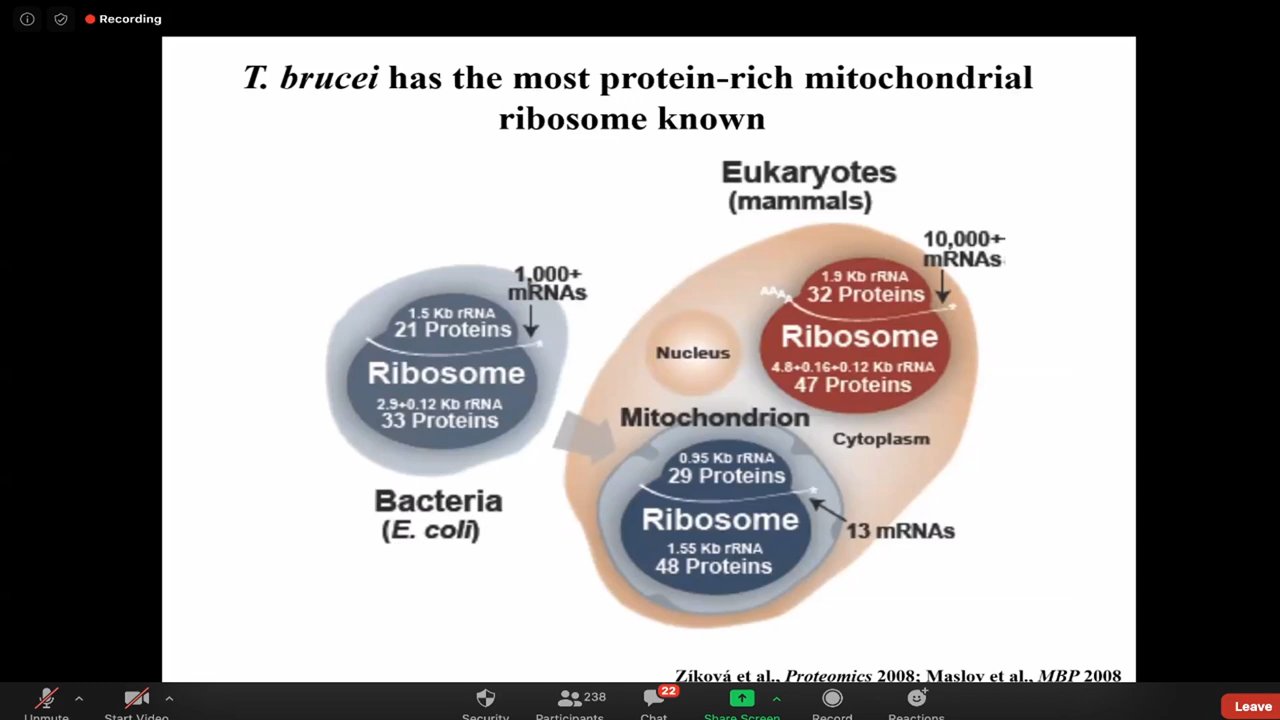 Recording
T. brucei has the most protein-rich mitochondrial
ribosome known
Eukaryotes
(mammals)
10,000+
mRNAs
1.9 Kb rRNA
32 Proteins
AAAA
Ribosome
4.8+0.16+0.12 Kb rRNA
47 Proteins
Nucleus
Cytoplasm
1,000+
mRNAs
1.5 Kb rRNA
21 Proteins
Ribosome
2.9+0.12 Kb rRNA
33 Proteins
Bacteria
(E. coli)
Mitochondrion
0.95 Kb rRNA
29 Proteins
Ribosome
1.55 Kb rRNA
48 Proteins
13 mRNAs
Zíková et al., Proteomics 2008; Maslov et al., MBP 2008
Unmute
Start Video
Security
238
Participants
22
Chat
Share Screen
Record
Reactions
Leave